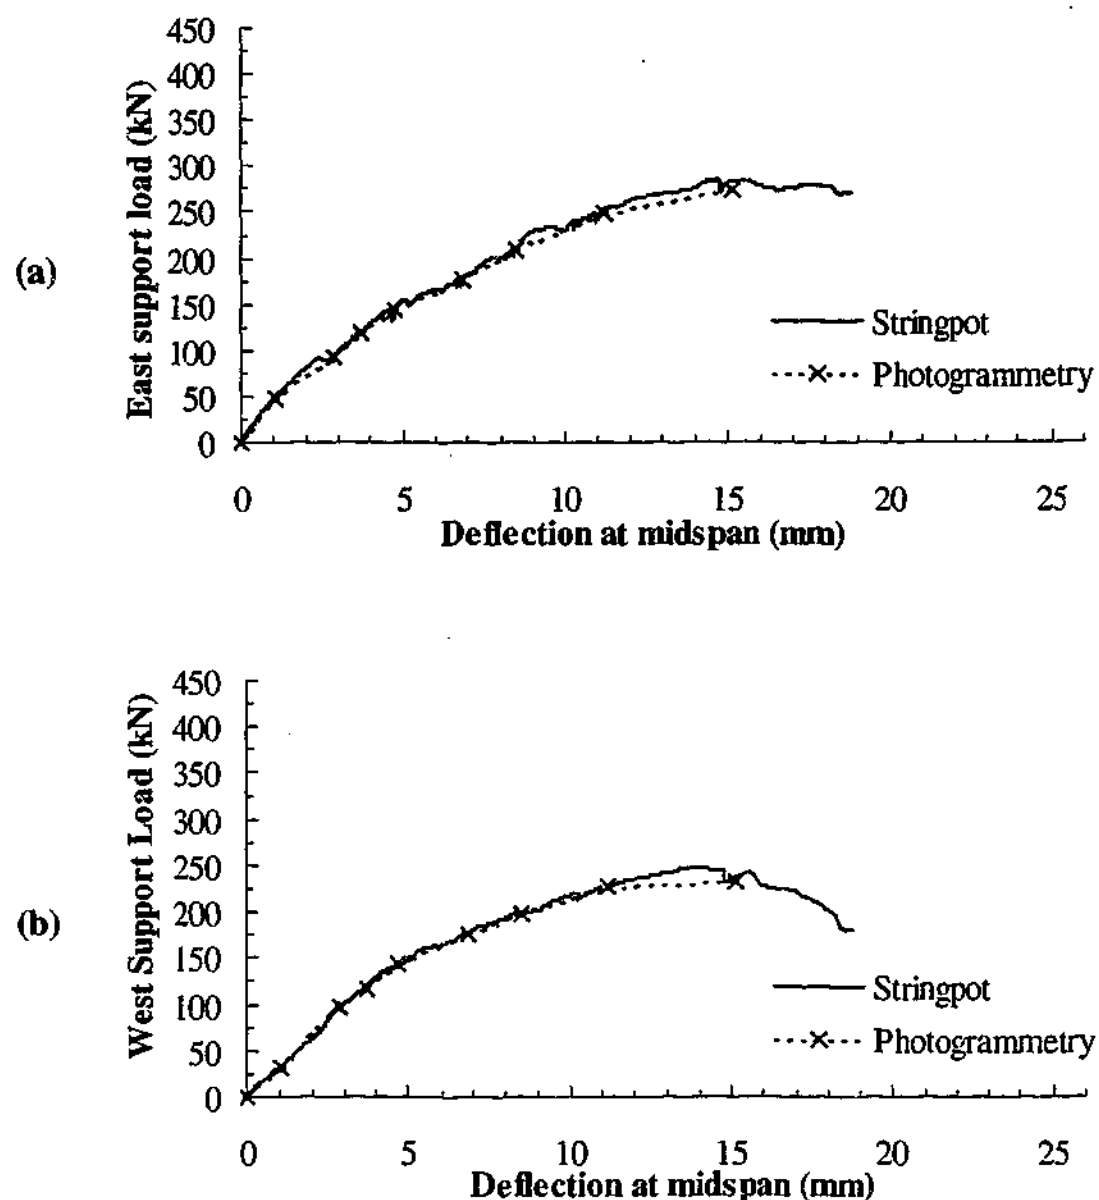 450
400
350
300
250
200
150
100
50
0
East support load (kN)
(a)
Stringpot
Photogrammetry
0 5 10 15 20 25
Deflection at midspan (mm)
450
400
350
300
250
200
150
100
50
0
West Support Load (kN)
(b)
Stringpot
Photogrammetry
0 5 10 15 20 25
Deflection at midspan (mm)